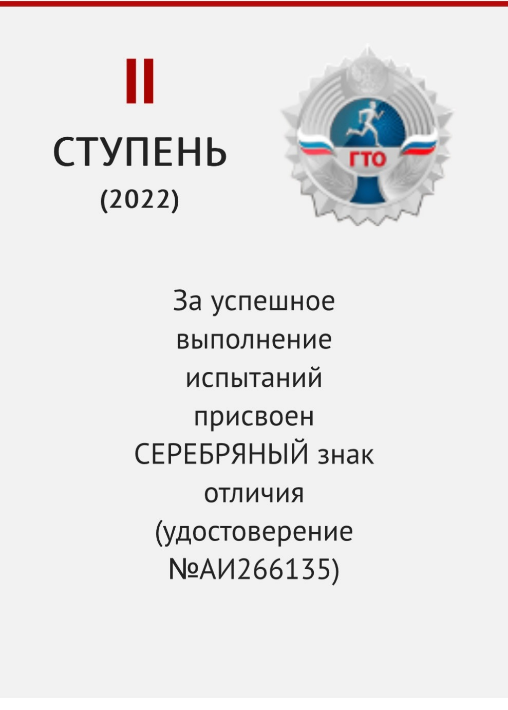 II
СТУПЕНЬ
(2022)
ГТО
За успешное
выполнение
испытаний
присвоен
СЕРЕБРЯНЫЙ знак
отличия
(удостоверение
№АИ266135)